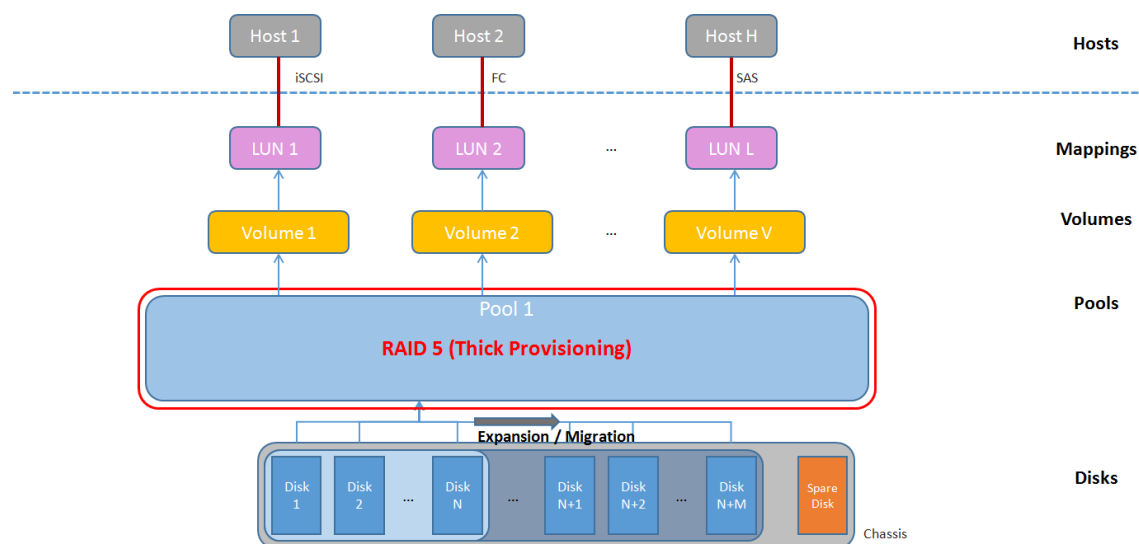 Host 1
Host 2
Host H
Hosts
iSCSI
FC
SAS
LUN 1
LUN 2
...
LUN L
Mappings
Volume 1
Volume 2
...
Volume V
Volumes
Pool 1
Pools
RAID 5 (Thick Provisioning)
Expansion / Migration
Disk
1
Disk
2
...
Disk
N
...
Disk
N+1
Disk
N+2
...
Disk
N+M
Spare
Disk
Disks
Chassis